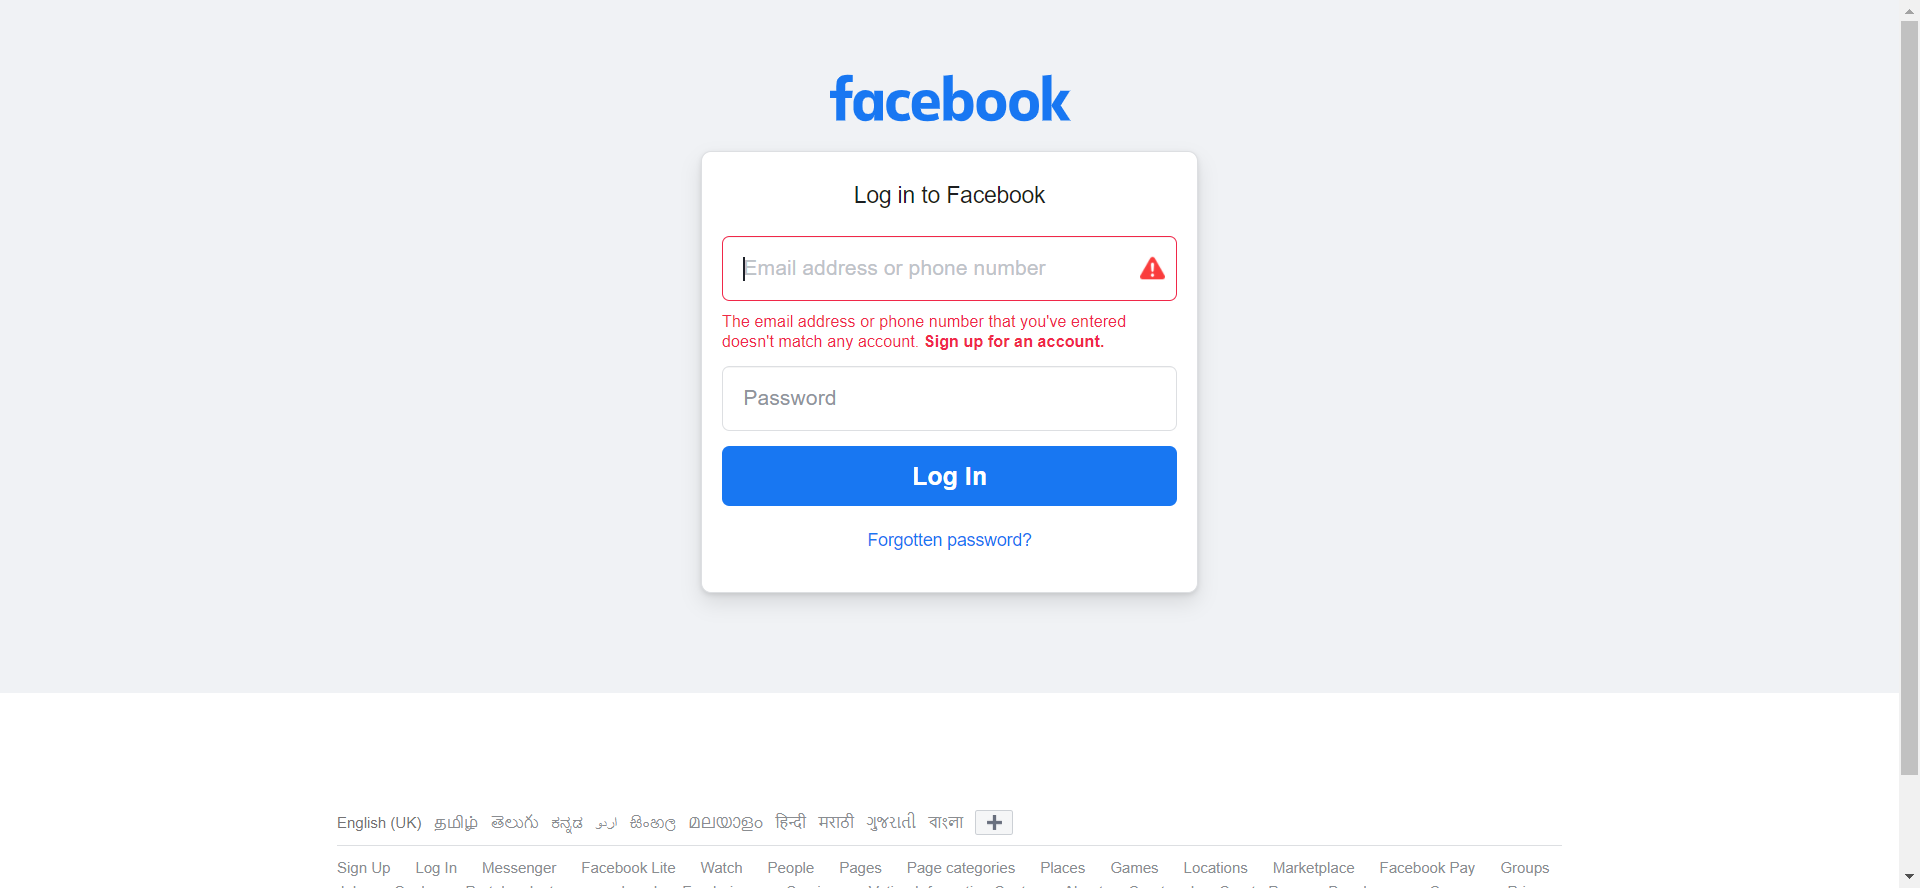 facebook
Log in to Facebook
Email address or phone number
The email address or phone number that you've entered
doesn't match any account. Sign up for an account.
Password
Log In
Forgotten password?
English (UK) தமிழ் తెలుగు ಕನ್ನಡ اردو සිංහල മലയാളം हिन्दी मराठी ગુજરાતી বাংলা
Sign Up Log In Messenger Facebook Lite Watch People Pages Page categories Places Games Locations Marketplace Facebook Pay Groups